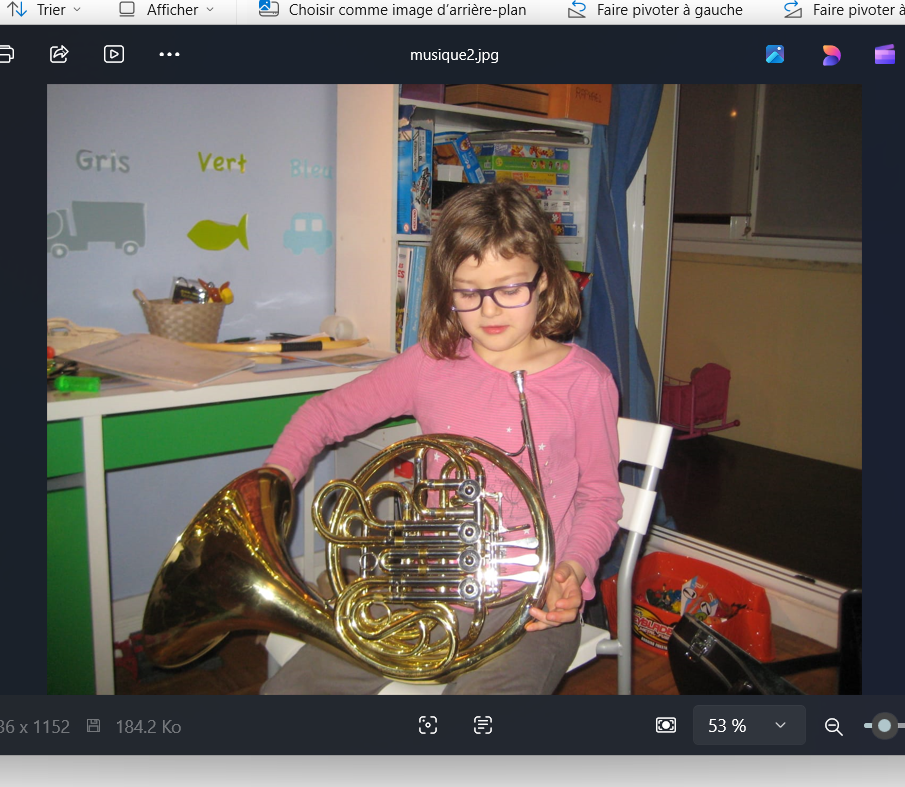 Trier Afficher Choisir comme image d'arrière-plan Faire pivoter à gauche Faire pivoter à
musique2.jpg
Gris Vert Bleu
36 x 1152 184.2 Ko 53 %